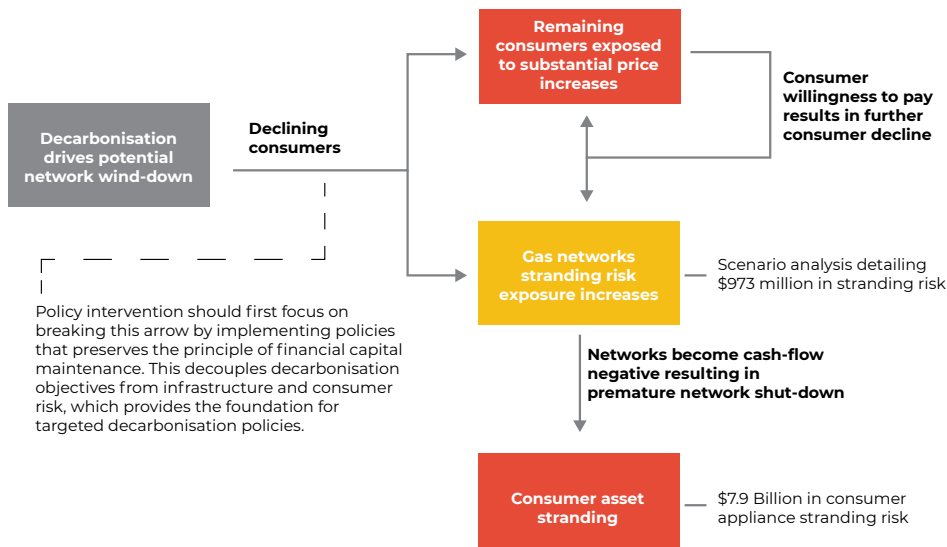 Remaining
consumers exposed
to substantial price
increases
Consumer
willingness to pay
results in further
consumer decline
Decarbonisation
drives potential
network wind-down
Declining
consumers
Gas networks
stranding risk
exposure increases
Scenario analysis detailing
$973 million in stranding risk
Policy intervention should first focus on
breaking this arrow by implementing policies
that preserves the principle of financial capital
maintenance. This decouples decarbonisation
objectives from infrastructure and consumer
risk, which provides the foundation for
targeted decarbonisation policies.
Networks become cash-flow
negative resulting in
premature network shut-down
Consumer asset
stranding
$7.9 Billion in consumer
appliance stranding risk